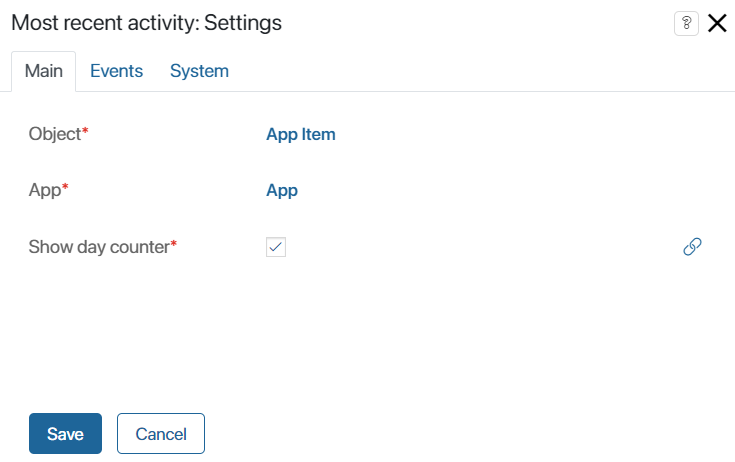 Most recent activity: Settings
?
Main Events System
Object* App Item
App* App
Show day counter*
Save Cancel